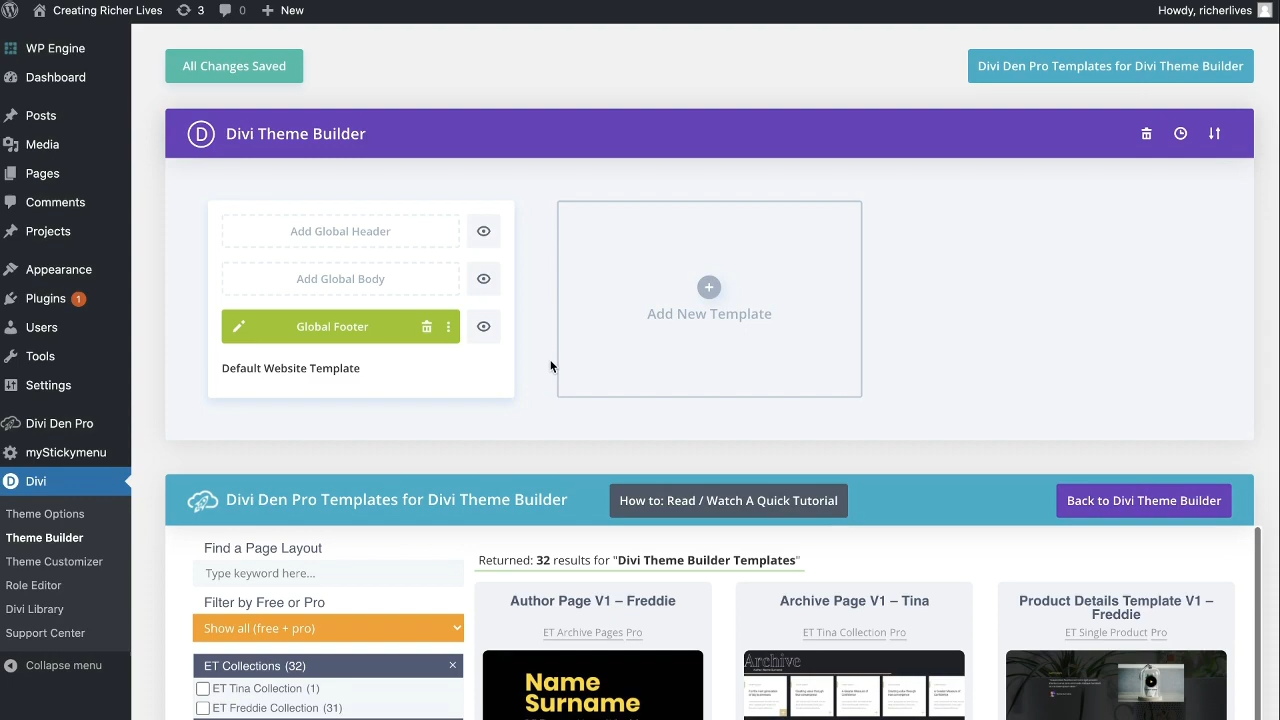 Creating Richer Lives
3
0
New
Howdy, richerlives
WP Engine
Dashboard
Posts
Media
Pages
Comments
Projects
Appearance
Plugins 1
Users
Tools
Settings
Divi Den Pro
myStickymenu
D Divi
Theme Options
Theme Builder
Theme Customizer
Role Editor
Divi Library
Support Center
Collapse menu
All Changes Saved
Divi Den Pro Templates for Divi Theme Builder
D Divi Theme Builder
Add Global Header
Add Global Body
Global Footer
Default Website Template
Add New Template
Divi Den Pro Templates for Divi Theme Builder
How to: Read / Watch A Quick Tutorial
Back to Divi Theme Builder
Find a Page Layout
Type keyword here...
Filter by Free or Pro
Show all (free + pro)
ET Collections (32)
ET Tina Collection (1)
ET Freddie Collection (31)
Returned: 32 results for "Divi Theme Builder Templates"
Author Page V1 – Freddie
ET Archive Pages Pro
Name
Surname
Archive Page V1 – Tina
ET Tina Collection Pro
Archive
Product Details Template V1 –
Freddie
ET Single Product Pro